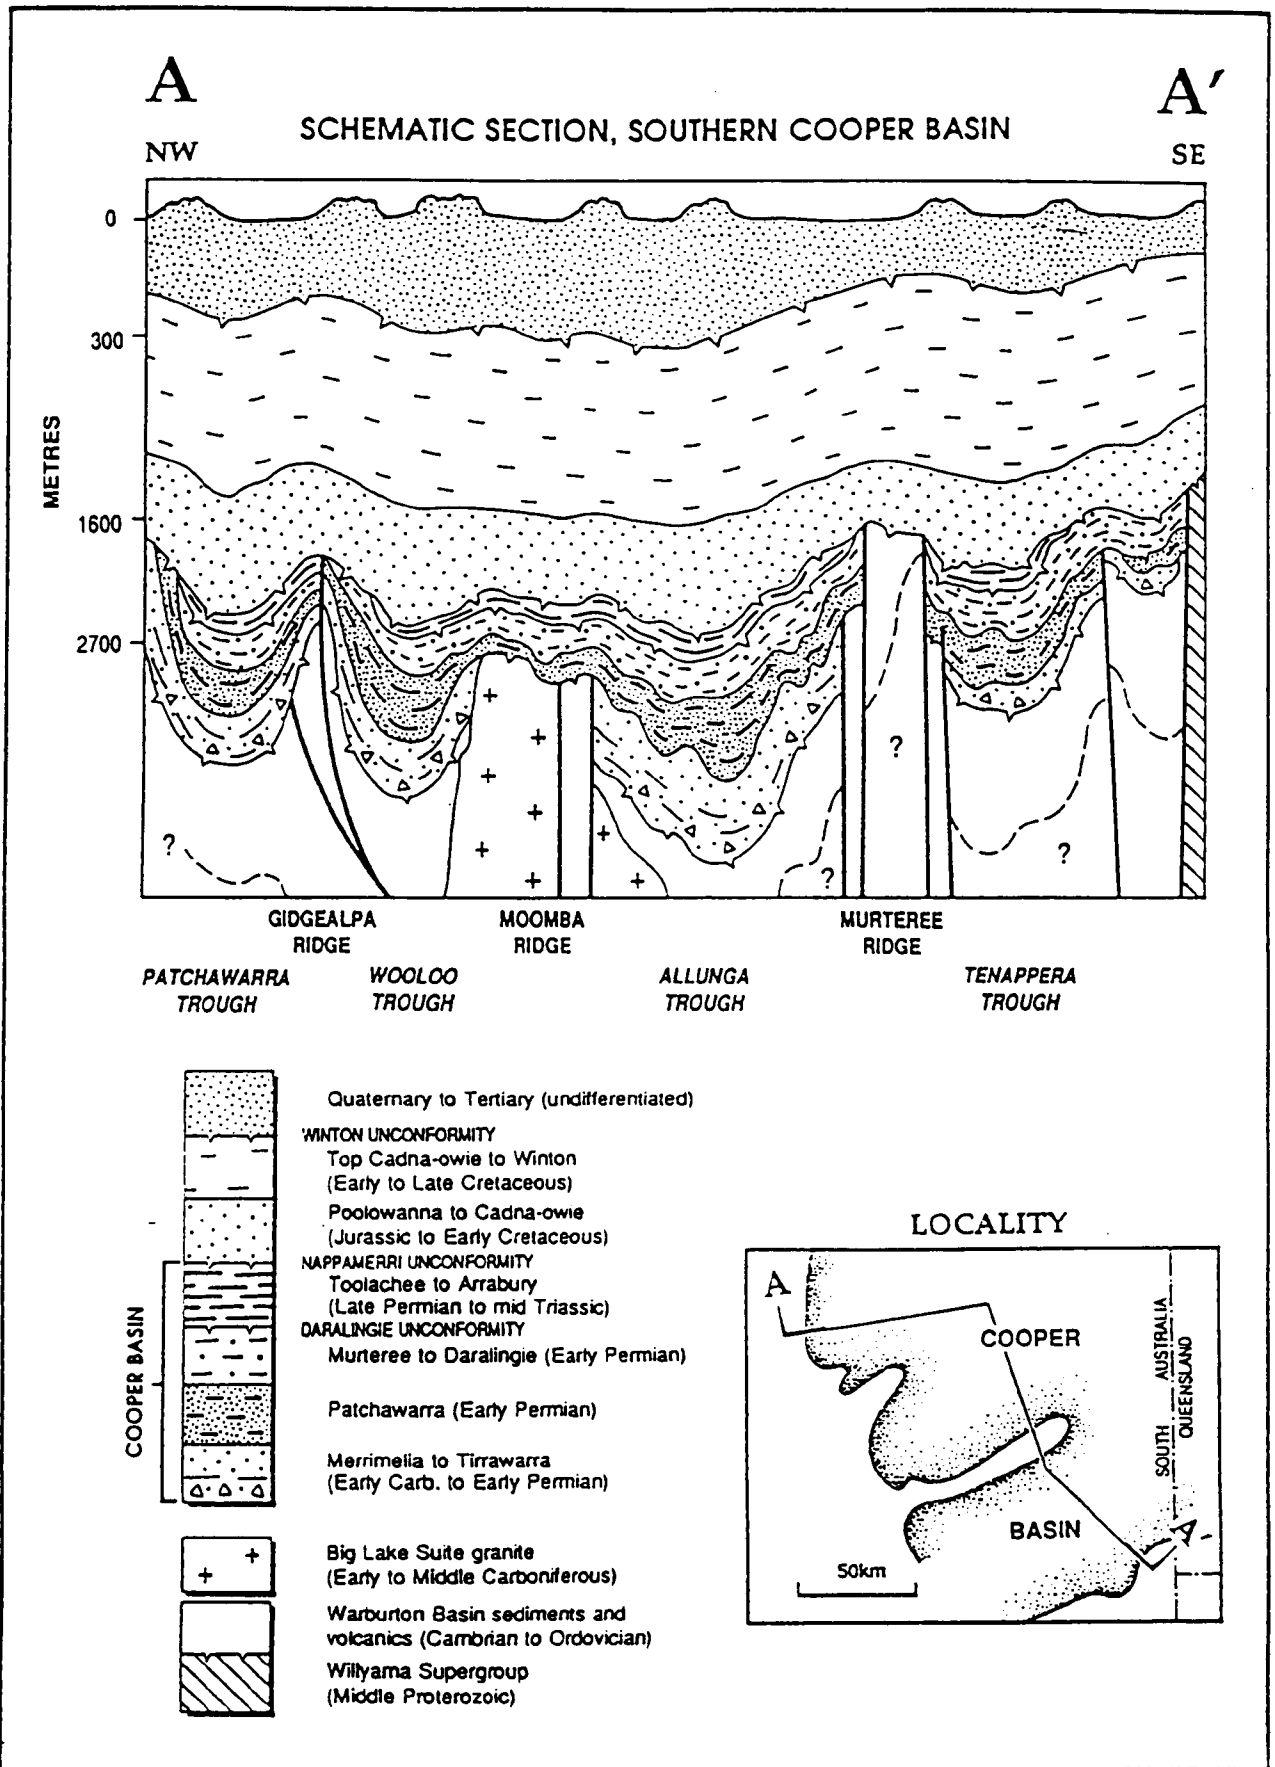 A
A′
SCHEMATIC SECTION, SOUTHERN COOPER BASIN
NW
SE
METRES
0
300
1600
2700
?
?
?
?
GIDGEALPA
RIDGE
MOOMBA
RIDGE
MURTEREE
RIDGE
PATCHAWARRA
TROUGH
WOOLOO
TROUGH
ALLUNGA
TROUGH
TENAPPERA
TROUGH
Quaternary to Tertiary (undifferentiated)
WINTON UNCONFORMITY
Top Cadna-owie to Winton
(Early to Late Cretaceous)
Poolowanna to Cadna-owie
(Jurassic to Early Cretaceous)
NAPPAMERRI UNCONFORMITY
Toolachee to Arrabury
(Late Permian to mid Triassic)
DARALINGIE UNCONFORMITY
Murteree to Daralingie (Early Permian)
Patchawarra (Early Permian)
Merrimelia to Tirrawarra
(Early Carb. to Early Permian)
COOPER BASIN
Big Lake Suite granite
(Early to Middle Carboniferous)
Warburton Basin sediments and
volcanics (Cambrian to Ordovician)
Willyama Supergroup
(Middle Proterozoic)
LOCALITY
A
COOPER
BASIN
SOUTH AUSTRALIA
QUEENSLAND
A'
50km